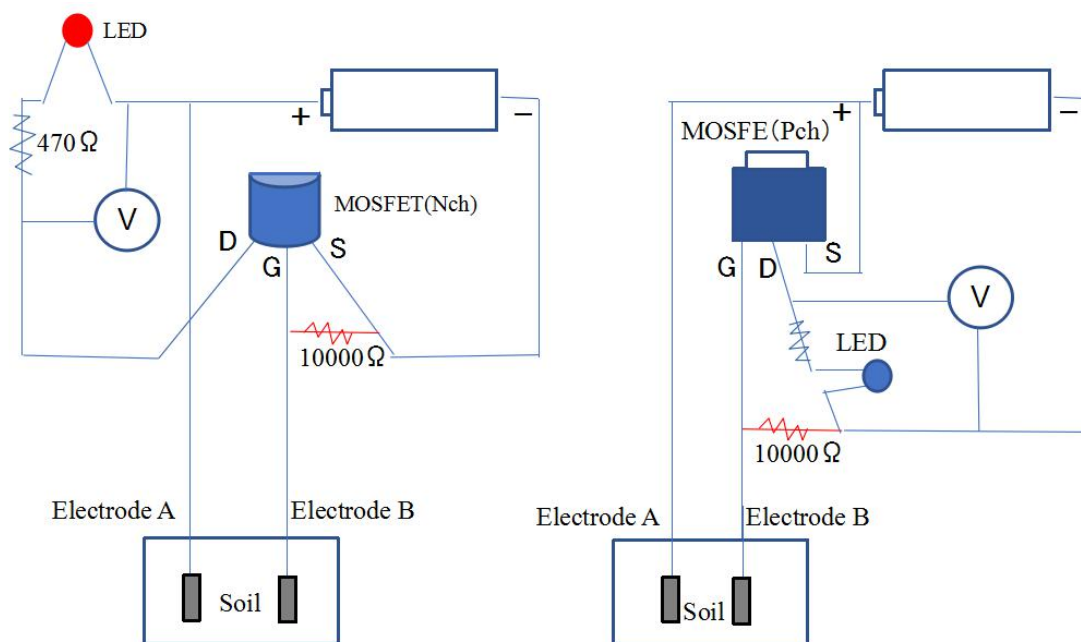 LED
470Ω
+
−
V
MOSFET(Nch)
D
G
S
10000Ω
Electrode A
Electrode B
Soil
+
−
MOSFE（Pch）
G
D
S
V
LED
10000Ω
Electrode A
Electrode B
Soil